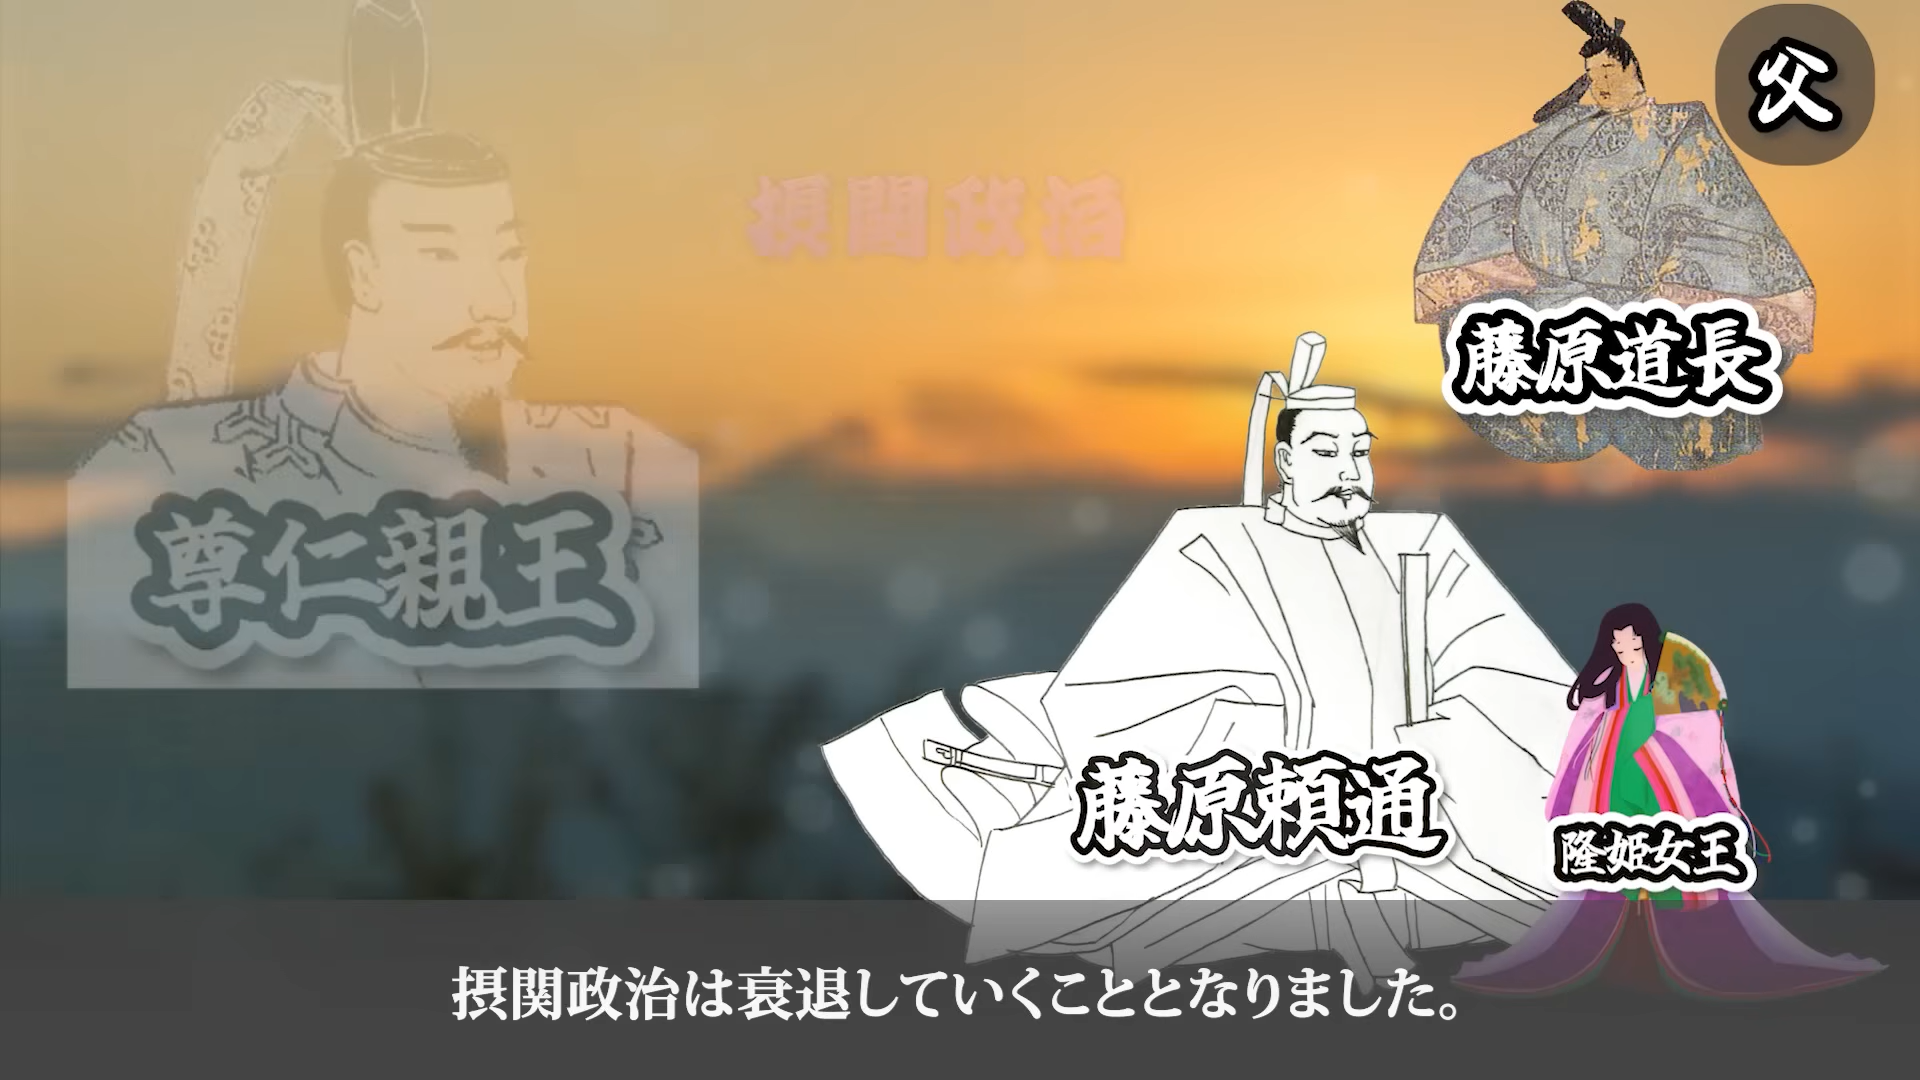 父
摂関政治
藤原道長
尊仁親王
藤原頼通
隆姫女王
摂関政治は衰退していくこととなりました。